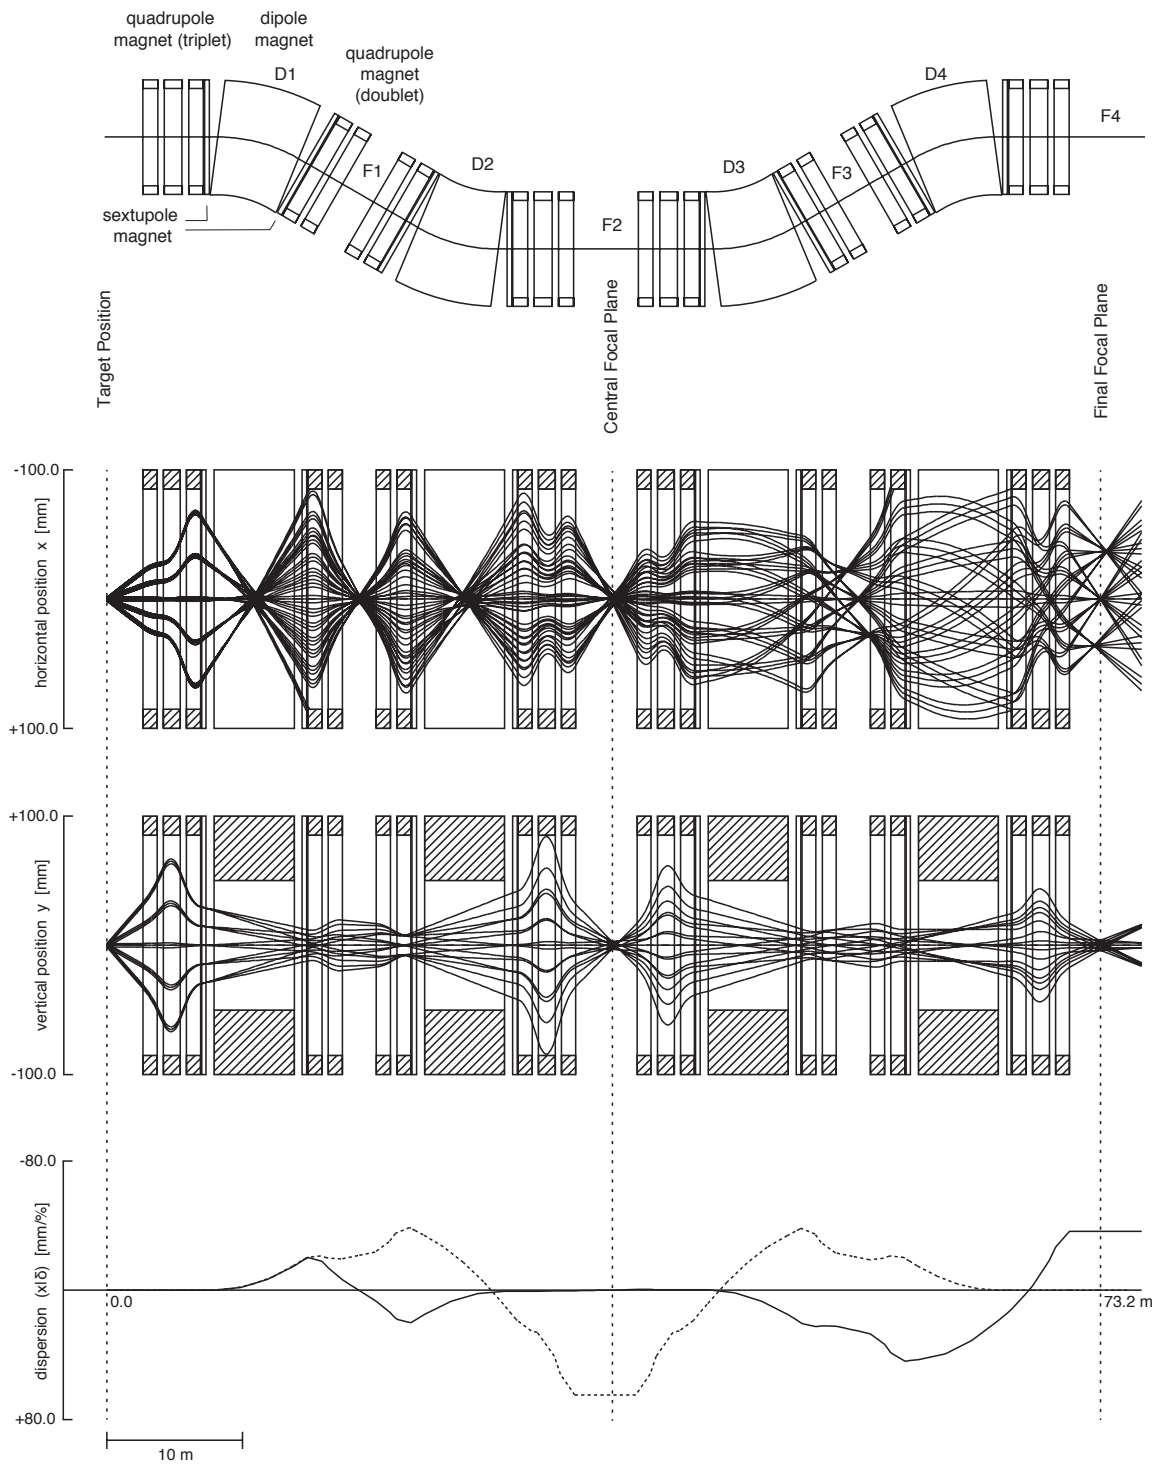 quadrupole
magnet (triplet)
dipole
magnet
D1
quadrupole
magnet
(doublet)
D4
F4
F1
D2
D3
F3
sextupole
magnet
F2
Target Position
Central Focal Plane
Final Focal Plane
-100.0
horizontal position x [mm]
+100.0
+100.0
vertical position y [mm]
-100.0
-80.0
dispersion (x|δ) [mm/%]
0.0
73.2 m
+80.0
10 m